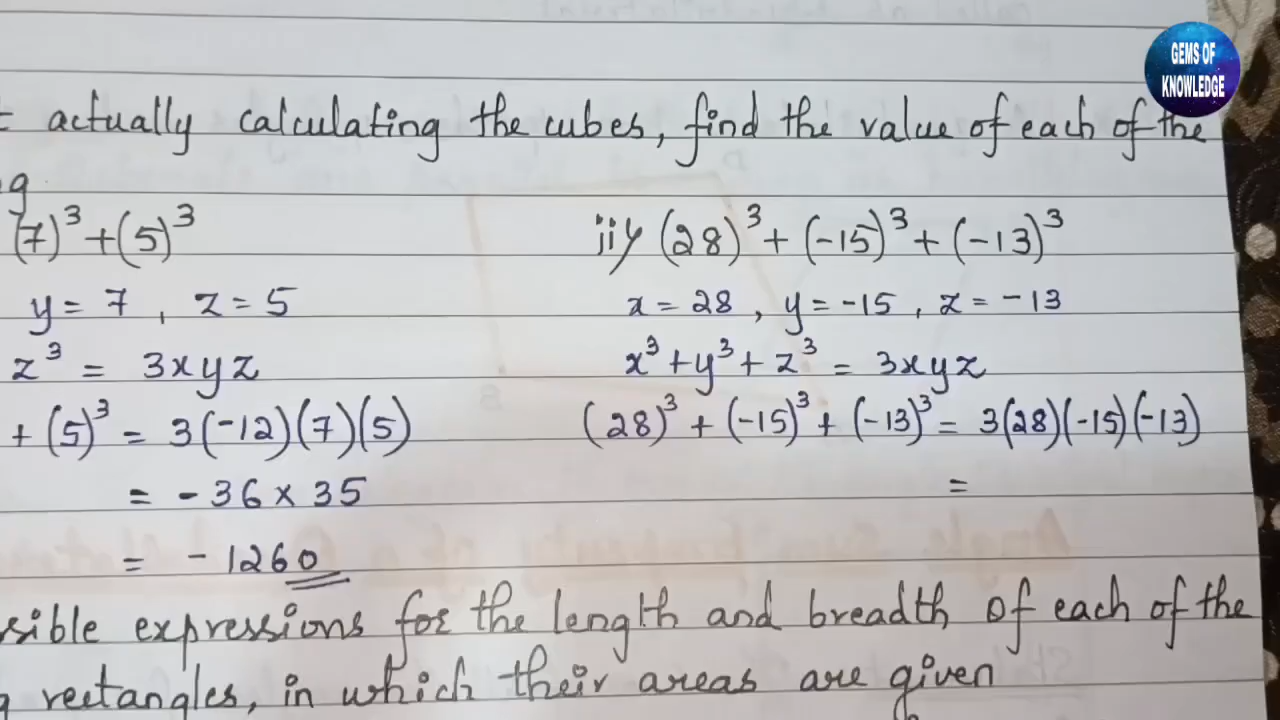 GEMS OF
KNOWLEDGE
actually calculating the cubes, find the value of each of the
g
(7)³ + (5)³
ii) (28)³ + (-15)³ + (-13)³
y = 7 , z = 5
x = 28 , y = -15 , z = -13
z³ = 3xyz
x³ + y³ + z³ = 3xyz
+ (5)³ = 3(-12)(7)(5)
(28)³ + (-15)³ + (-13)³ = 3(28)(-15)(-13)
= -36 x 35
=
= -1260
sible expressions for the length and breadth of each of the
g rectangles, in which their areas are given